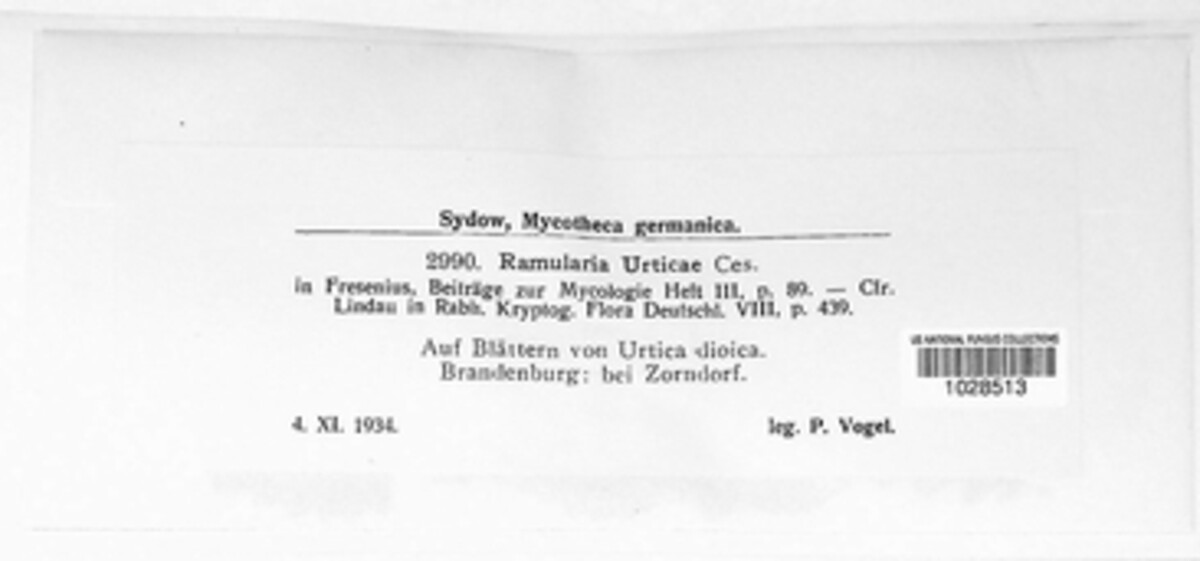 Sydow, Mycotheca germanica.
2990. Ramularia Urticae Ces.
in Fresenius, Beiträge zur Mycologie Heft III, p. 89. — Cfr.
Lindau in Rabh. Kryptog. Flora Deutschl. VIII, p. 439.
Auf Blättern von Urtica dioica.
Brandenburg: bei Zorndorf.
4. XI. 1934.
leg. P. Vogel.
US NATIONAL FUNGUS COLLECTIONS
1028513